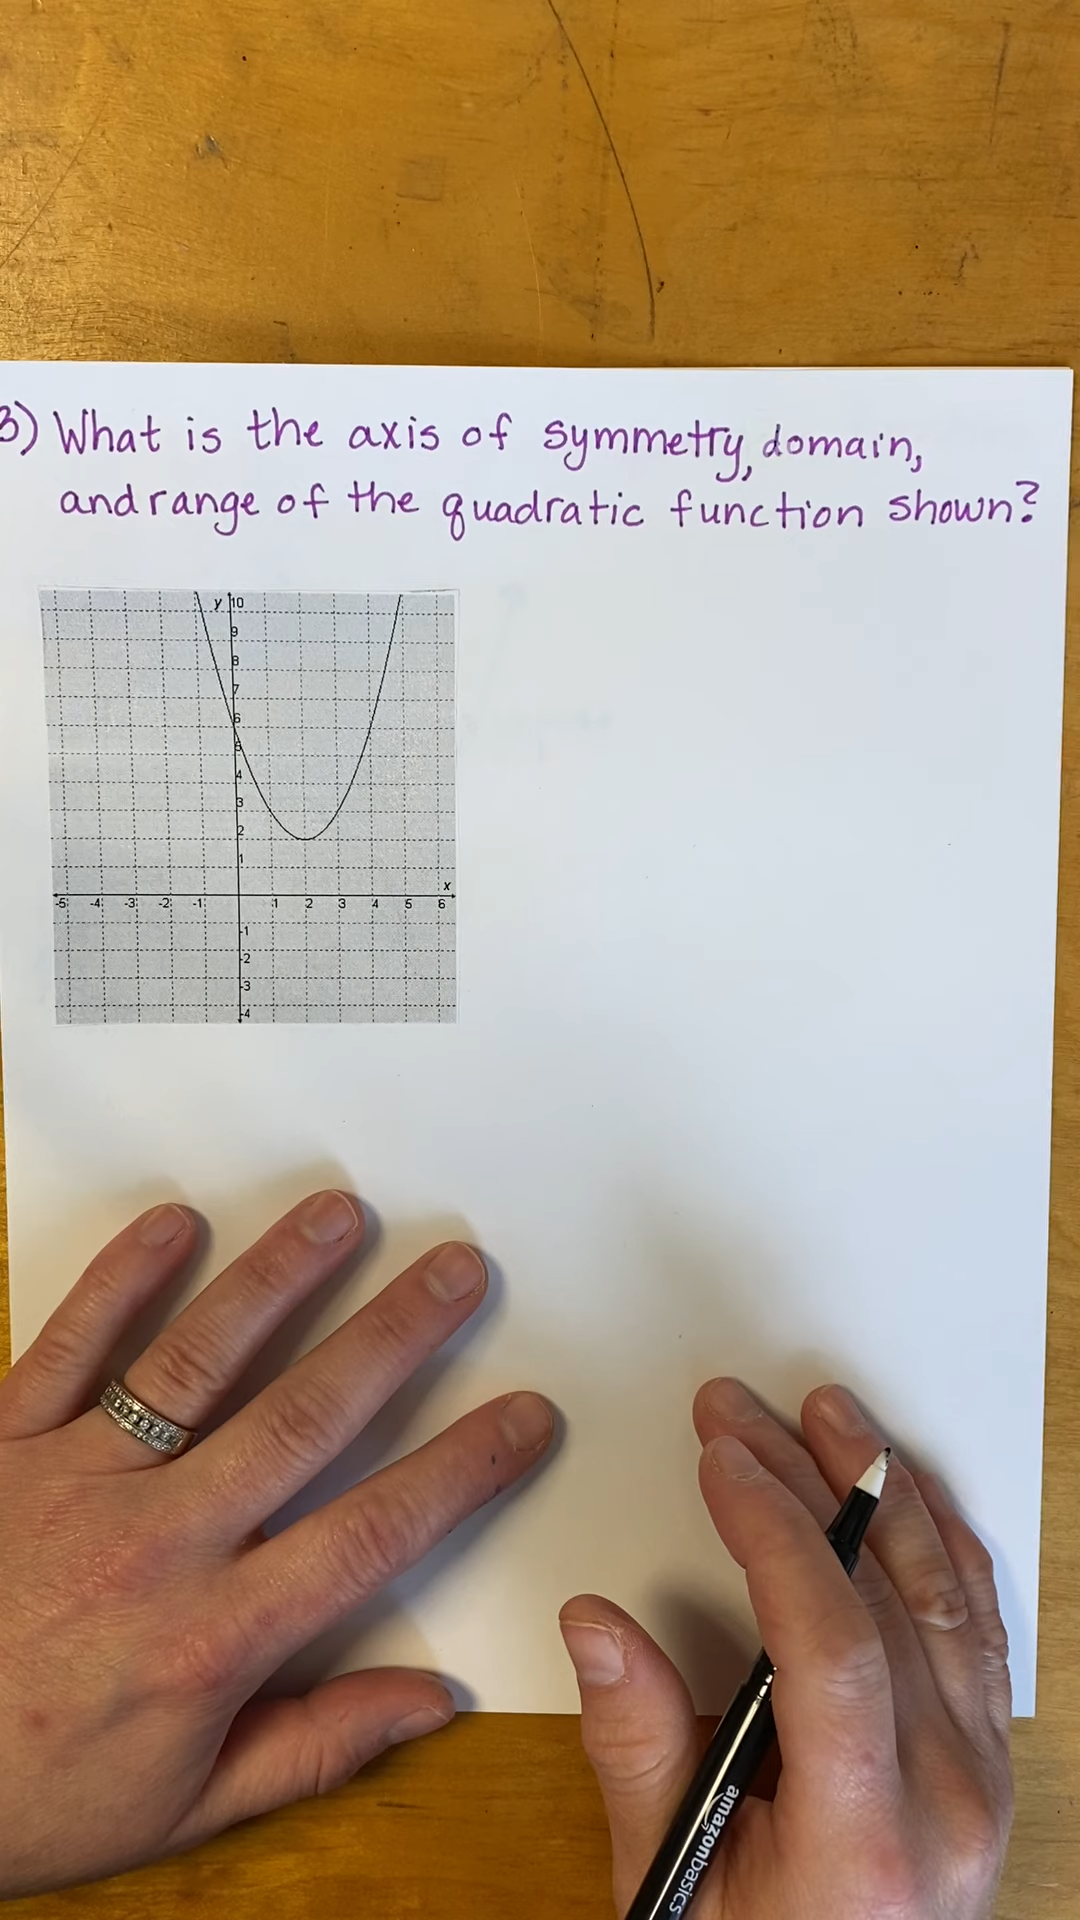 3) What is the axis of symmetry, domain,
and range of the quadratic function shown?
y 10
9
8
7
6
5
4
3
2
1
x
-5 -4 -3 -2 -1 1 2 3 4 5 6
-1
-2
-3
-4
amazonbasics